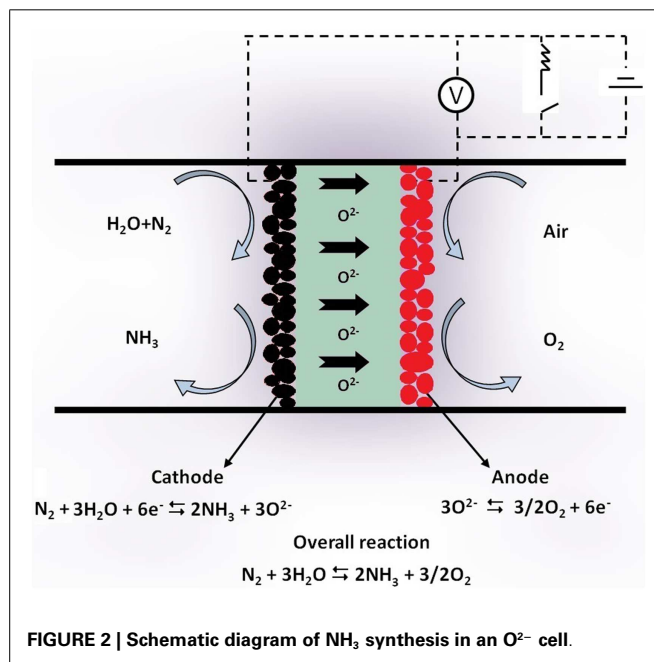 V
H₂O+N₂
Air
O²⁻
O²⁻
O²⁻
O²⁻
NH₃
O₂
Cathode
N₂ + 3H₂O + 6e⁻ ⇆ 2NH₃ + 3O²⁻
Anode
3O²⁻ ⇆ 3/2O₂ + 6e⁻
Overall reaction
N₂ + 3H₂O ⇆ 2NH₃ + 3/2O₂
FIGURE 2 | Schematic diagram of NH₃ synthesis in an O²⁻ cell.